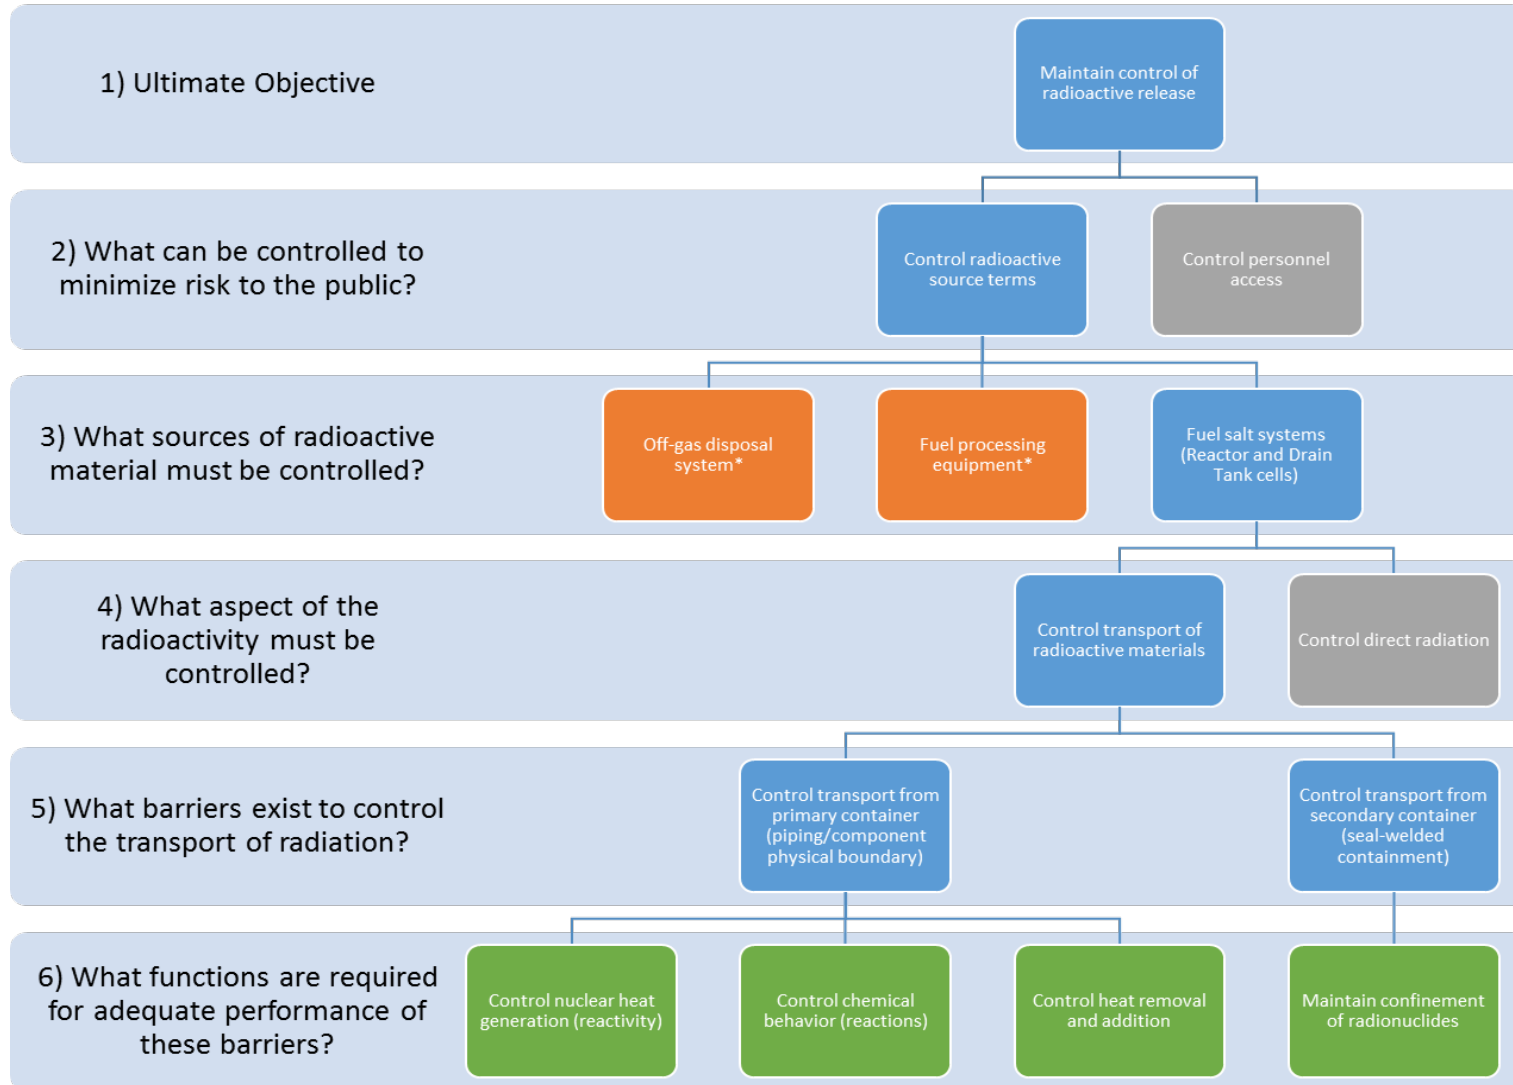 1) Ultimate Objective
Maintain control of
radioactive release
2) What can be controlled to
minimize risk to the public?
Control radioactive
source terms
Control personnel
access
3) What sources of radioactive
material must be controlled?
Off-gas disposal
system*
Fuel processing
equipment*
Fuel salt systems
(Reactor and Drain
Tank cells)
4) What aspect of the
radioactivity must be
controlled?
Control transport of
radioactive materials
Control direct radiation
5) What barriers exist to control
the transport of radiation?
Control transport from
primary container
(piping/component
physical boundary)
Control transport from
secondary container
(seal-welded
containment)
6) What functions are required
for adequate performance of
these barriers?
Control nuclear heat
generation (reactivity)
Control chemical
behavior (reactions)
Control heat removal
and addition
Maintain confinement
of radionuclides